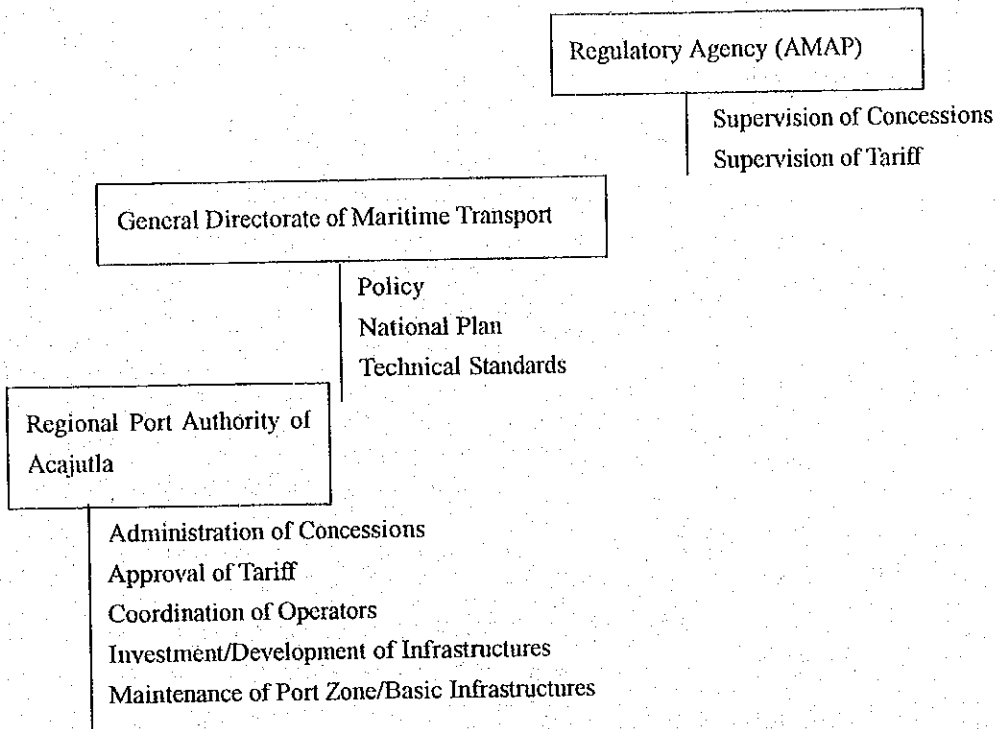 Regulatory Agency (AMAP)
Supervision of Concessions
Supervision of Tariff
General Directorate of Maritime Transport
Policy
National Plan
Technical Standards
Regional Port Authority of
Acajutla
Administration of Concessions
Approval of Tariff
Coordination of Operators
Investment/Development of Infrastructures
Maintenance of Port Zone/Basic Infrastructures